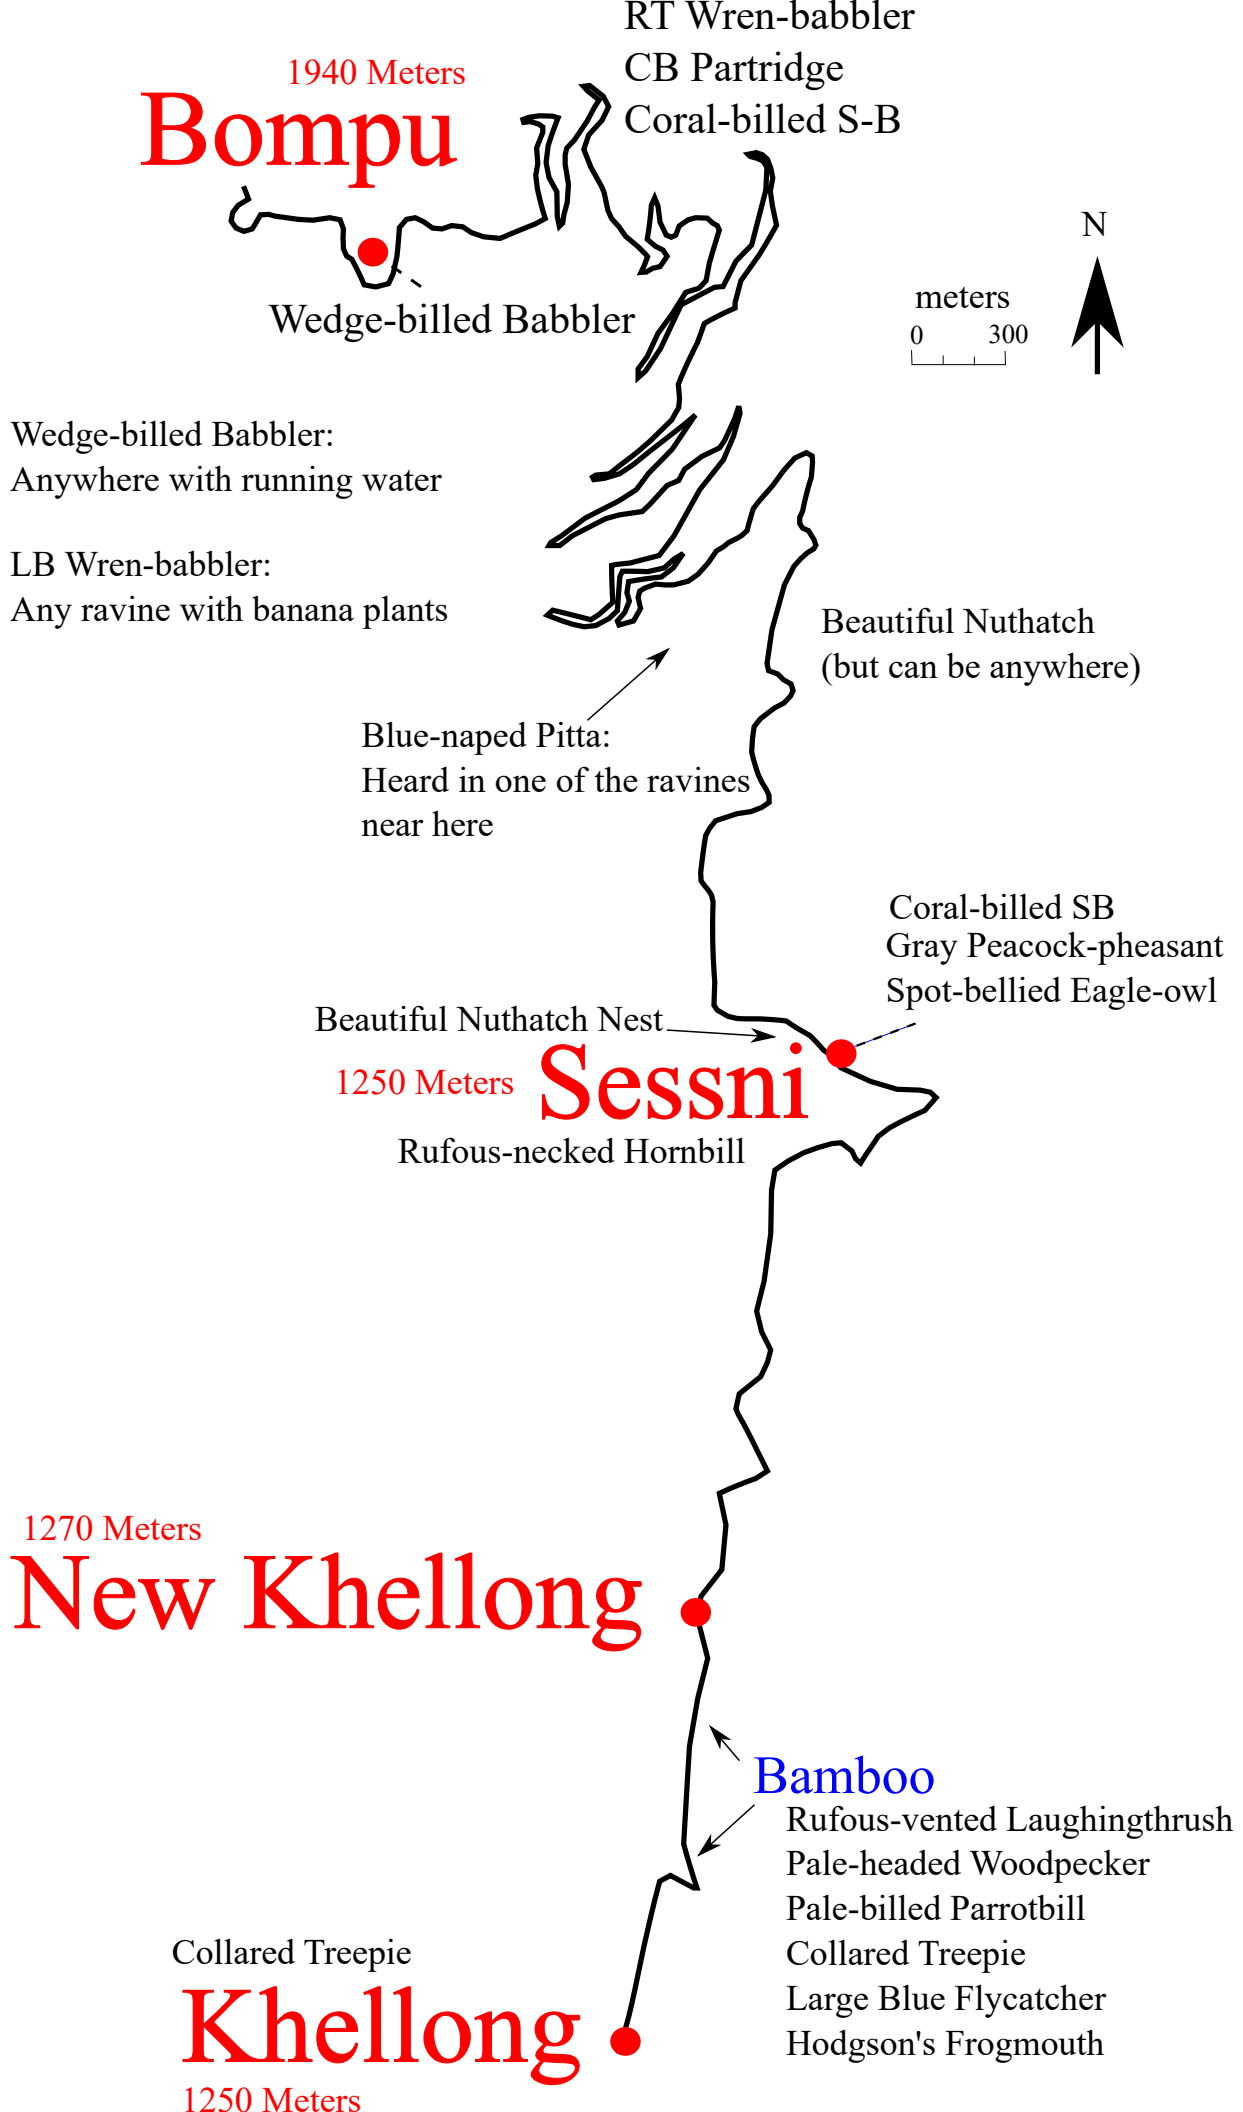 RT Wren-babbler
CB Partridge
Coral-billed S-B
1940 Meters
Bompu
N
meters
0 300
Wedge-billed Babbler
Wedge-billed Babbler:
Anywhere with running water
LB Wren-babbler:
Any ravine with banana plants
Beautiful Nuthatch
(but can be anywhere)
Blue-naped Pitta:
Heard in one of the ravines
near here
Coral-billed SB
Gray Peacock-pheasant
Spot-bellied Eagle-owl
Beautiful Nuthatch Nest
1250 Meters
Sessni
Rufous-necked Hornbill
1270 Meters
New Khellong
Bamboo
Rufous-vented Laughingthrush
Pale-headed Woodpecker
Pale-billed Parrotbill
Collared Treepie
Large Blue Flycatcher
Hodgson's Frogmouth
Collared Treepie
Khellong
1250 Meters